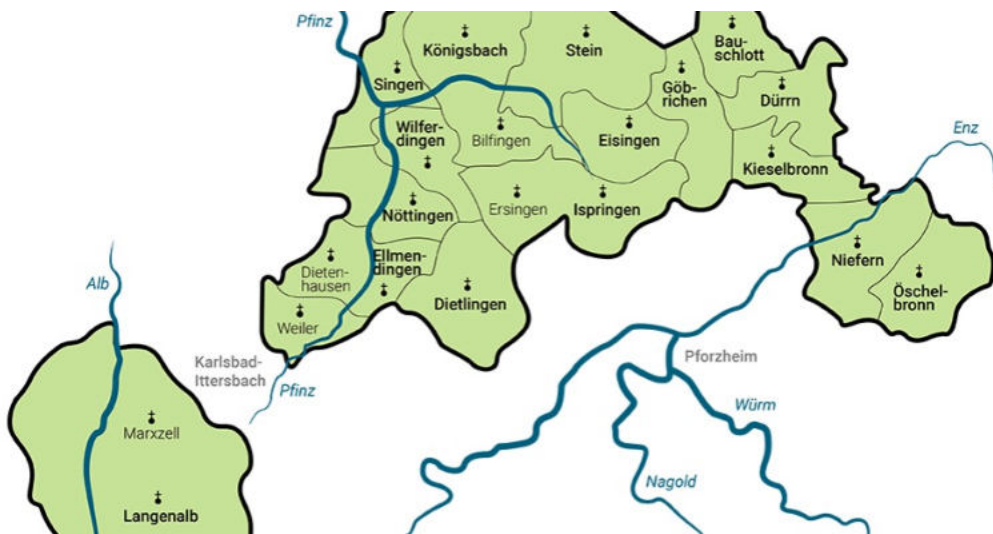 Pfinz
Königsbach
Stein
Bau-
schlott
Singen
Göb-
richen
Dürrn
Wilfer-
dingen
Bilfingen
Eisingen
Enz
Kieselbronn
Nöttingen
Ersingen
Ispringen
Dieten-
hausen
Ellmen-
dingen
Niefern
Alb
Dietlingen
Öschel-
bronn
Weiler
Karlsbad-
Ittersbach
Pforzheim
Pfinz
Würm
Marxzell
Nagold
Langenalb